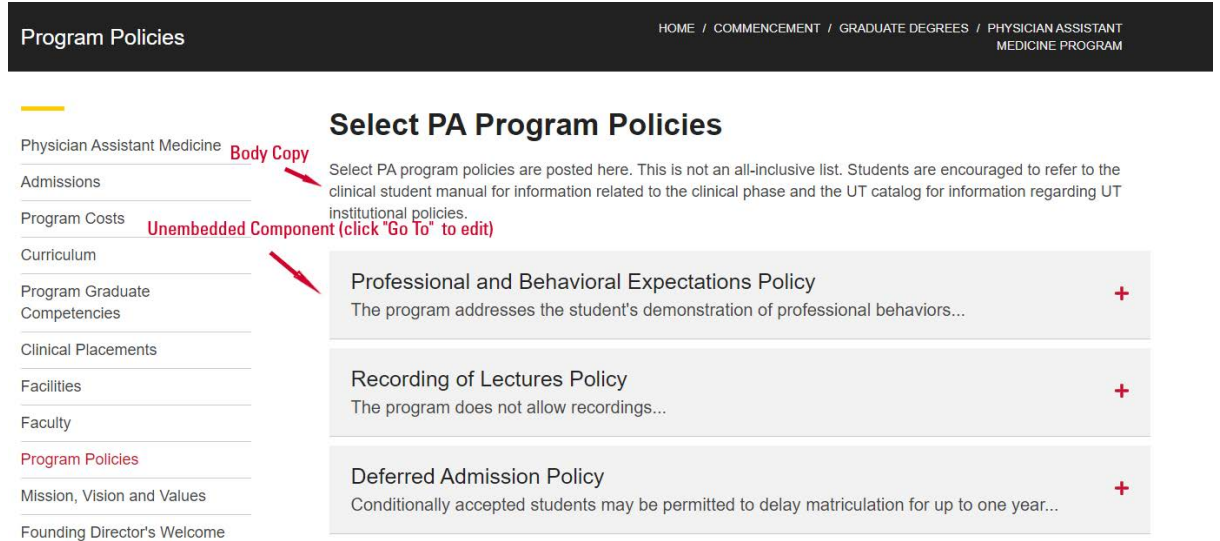 Program Policies
HOME / COMMENCEMENT / GRADUATE DEGREES / PHYSICIAN ASSISTANT
MEDICINE PROGRAM
Physician Assistant Medicine
Admissions
Program Costs
Curriculum
Program Graduate
Competencies
Clinical Placements
Facilities
Faculty
Program Policies
Mission, Vision and Values
Founding Director's Welcome
Select PA Program Policies
Body Copy
Select PA program policies are posted here. This is not an all-inclusive list. Students are encouraged to refer to the
clinical student manual for information related to the clinical phase and the UT catalog for information regarding UT
institutional policies.
Unembedded Component (click "Go To" to edit)
Professional and Behavioral Expectations Policy
The program addresses the student's demonstration of professional behaviors...
+
Recording of Lectures Policy
The program does not allow recordings...
+
Deferred Admission Policy
Conditionally accepted students may be permitted to delay matriculation for up to one year...
+